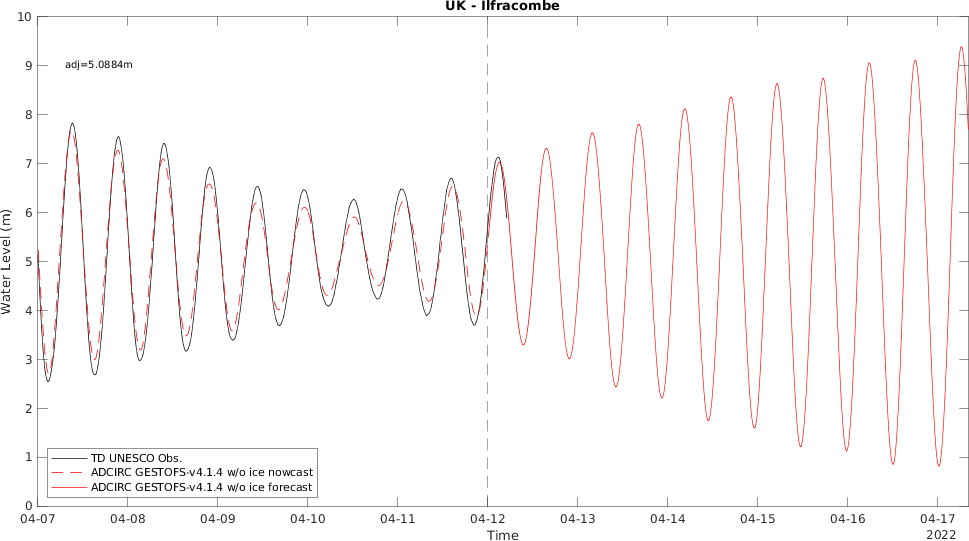 UK - Ilfracombe
adj=5.0884m
Water Level (m)
10
9
8
7
6
5
4
3
2
1
0
TD UNESCO Obs.
ADCIRC GESTOFS-v4.1.4 w/o ice nowcast
ADCIRC GESTOFS-v4.1.4 w/o ice forecast
04-07 04-08 04-09 04-10 04-11 04-12 04-13 04-14 04-15 04-16 04-17
Time
2022